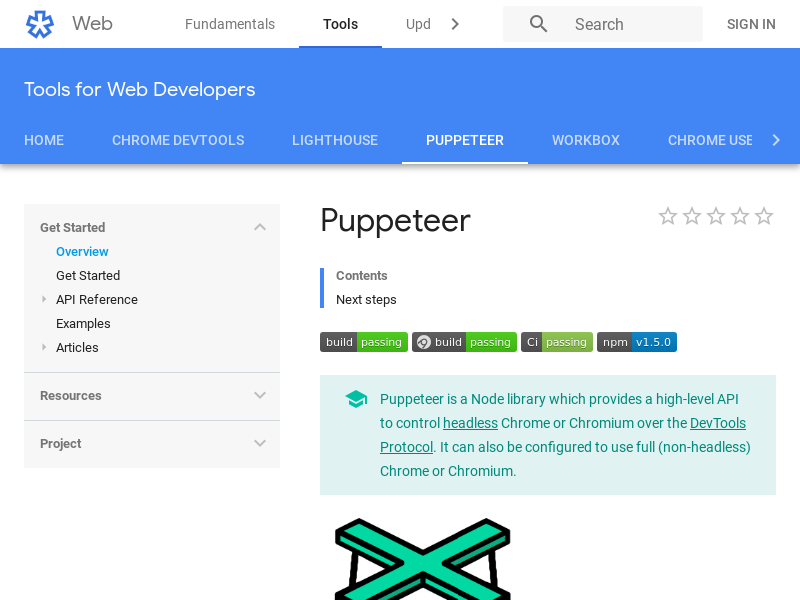 Web
Fundamentals
Tools
Upd
Search
SIGN IN
Tools for Web Developers
HOME
CHROME DEVTOOLS
LIGHTHOUSE
PUPPETEER
WORKBOX
CHROME USE
Get Started
Overview
Get Started
API Reference
Examples
Articles
Resources
Project
Puppeteer
Contents
Next steps
build passing
build passing
Ci passing
npm v1.5.0
Puppeteer is a Node library which provides a high-level API
to control headless Chrome or Chromium over the DevTools
Protocol. It can also be configured to use full (non-headless)
Chrome or Chromium.